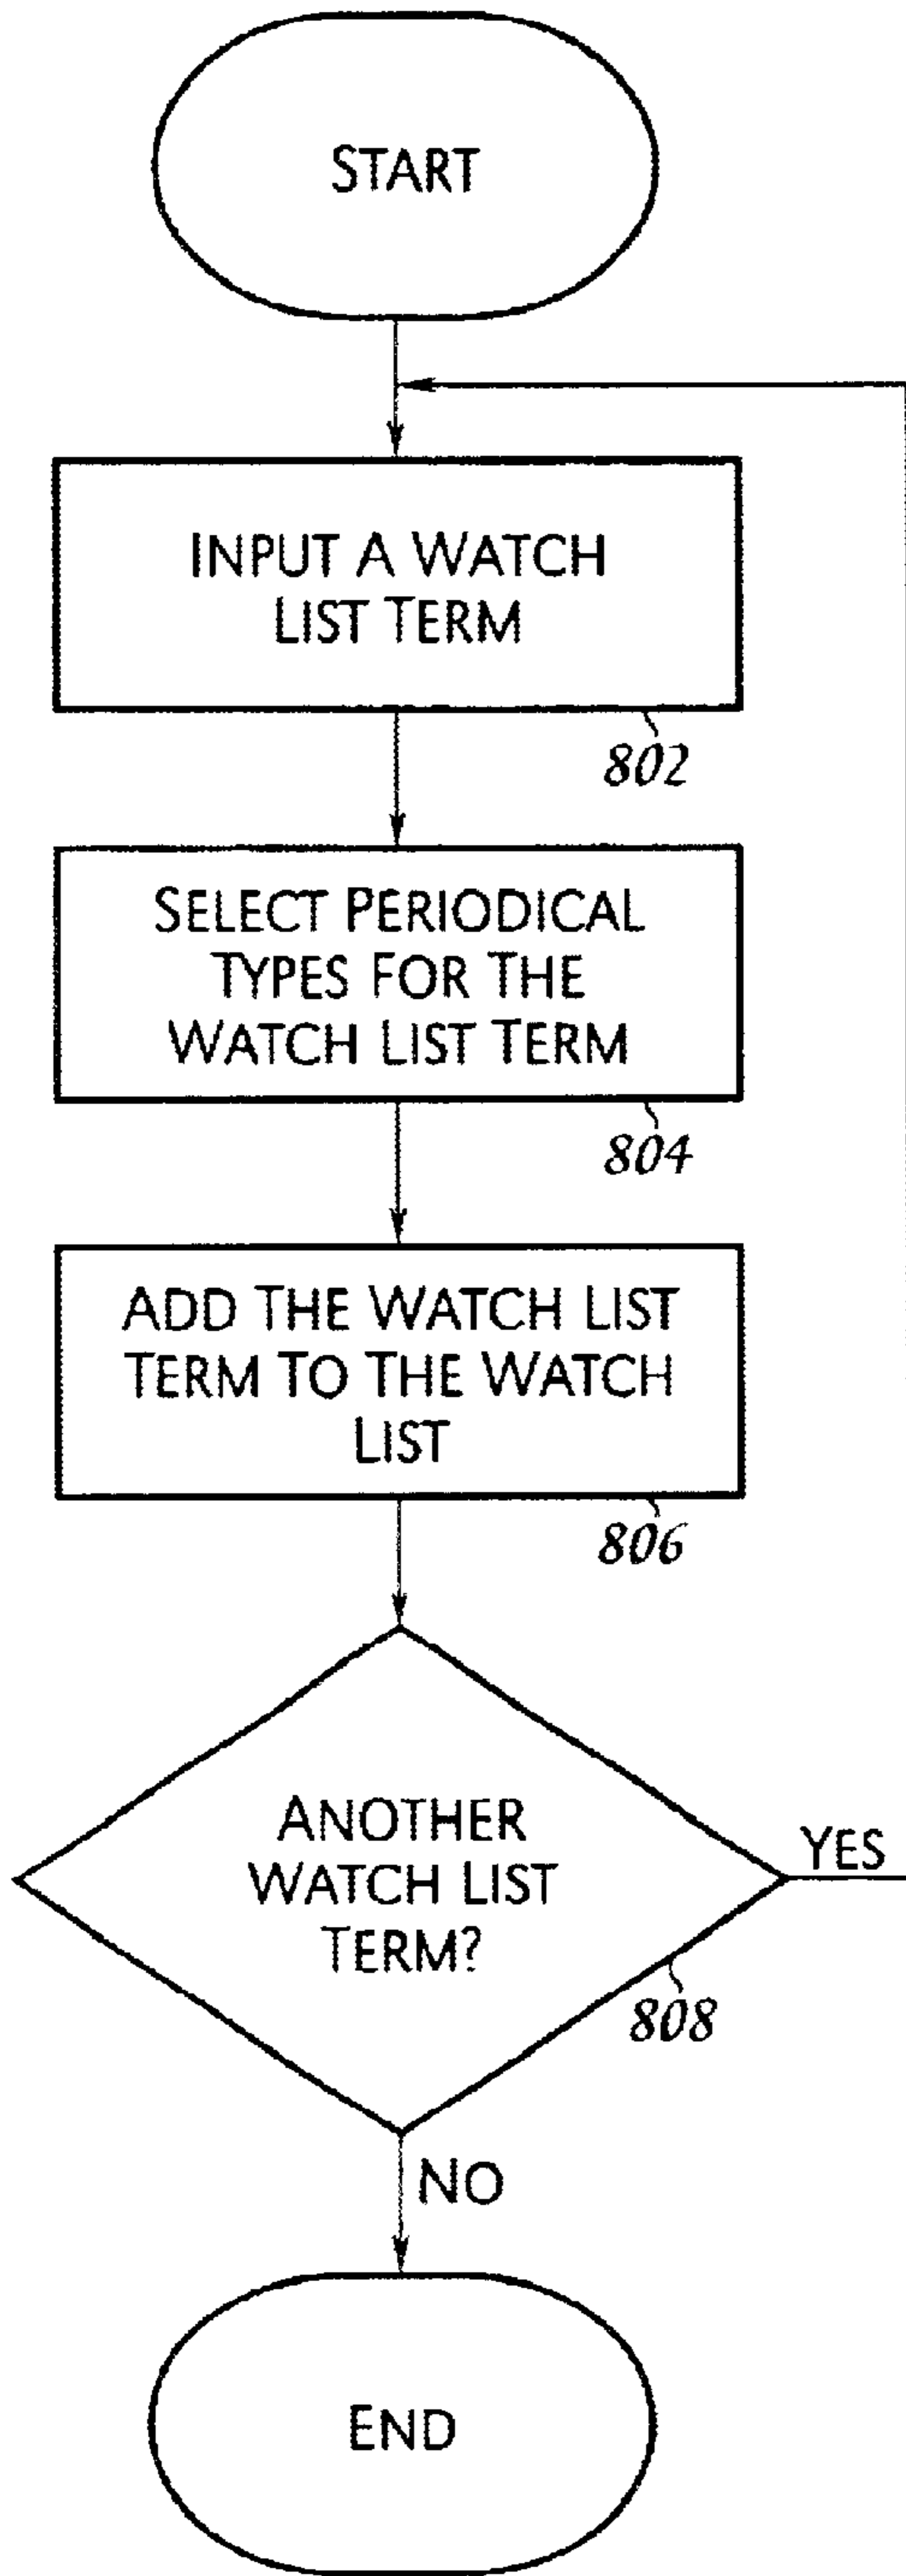 START
INPUT A WATCH
LIST TERM
802
SELECT PERIODICAL
TYPES FOR THE
WATCH LIST TERM
804
ADD THE WATCH LIST
TERM TO THE WATCH
LIST
806
ANOTHER
WATCH LIST
TERM?
YES
808
NO
END